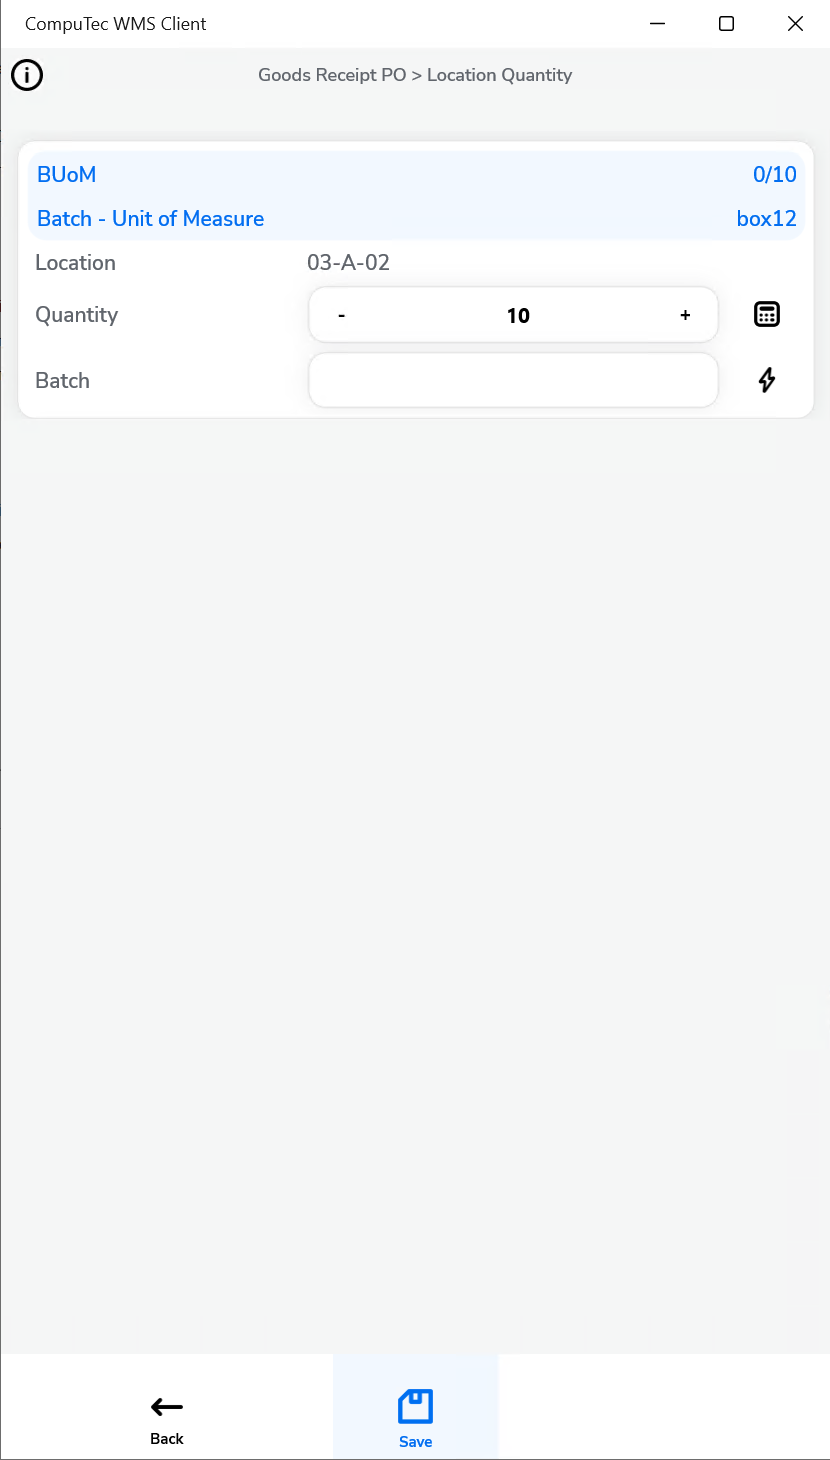 CompuTec WMS Client
Goods Receipt PO > Location Quantity
BUoM 0/10
Batch - Unit of Measure box12
Location 03-A-02
Quantity - 10 +
Batch
Back Save